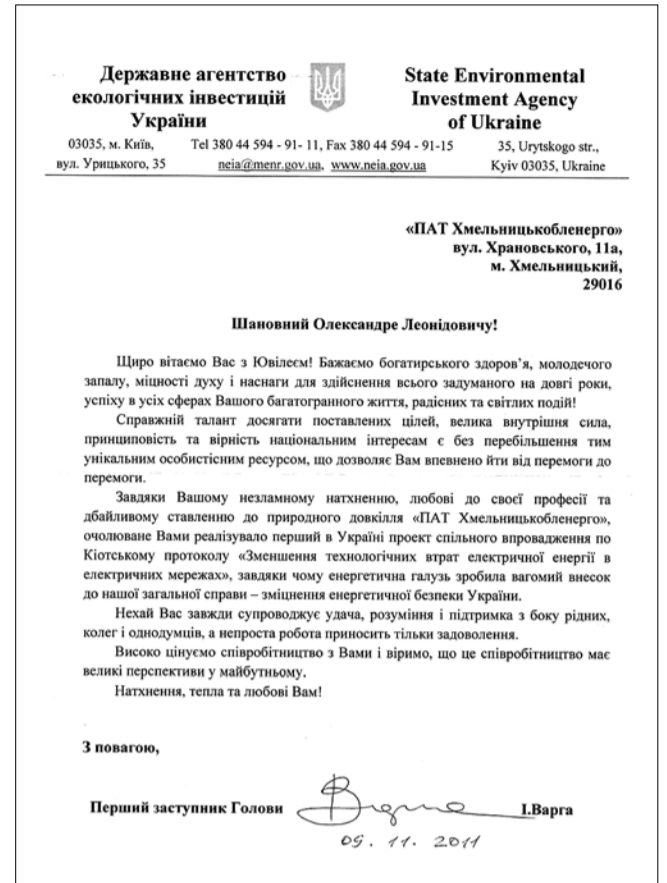 Державне агентство
екологічних інвестицій
України
State Environmental
Investment Agency
of Ukraine
03035, м. Київ,
вул. Урицького, 35
Tel 380 44 594 - 91- 11, Fax 380 44 594 - 91-15
neia@menr.gov.ua, www.neia.gov.ua
35, Urytskogo str.,
Kyiv 03035, Ukraine
«ПАТ Хмельницькобленерго»
вул. Храновського, 11а,
м. Хмельницький,
29016
Шановний Олександре Леонідовичу!
Щиро вітаємо Вас з Ювілеєм! Бажаємо богатирського здоров’я, молодечого
запалу, міцності духу і наснаги для здійснення всього задуманого на довгі роки,
успіху в усіх сферах Вашого багатогранного життя, радісних та світлих подій!
Справжній талант досягати поставлених цілей, велика внутрішня сила,
принциповість та вірність національним інтересам є без перебільшення тим
унікальним особистісним ресурсом, що дозволяє Вам впевнено йти від перемоги до
перемоги.
Завдяки Вашому незламному натхненню, любові до своєї професії та
дбайливому ставленню до природного довкілля «ПАТ Хмельницькобленерго»,
очолюване Вами реалізувало перший в Україні проект спільного впровадження по
Кіотському протоколу «Зменшення технологічних втрат електричної енергії в
електричних мережах», завдяки чому енергетична галузь зробила вагомий внесок
до нашої загальної справи – зміцнення енергетичної безпеки України.
Нехай Вас завжди супроводжує удача, розуміння і підтримка з боку рідних,
колег і однодумців, а непроста робота приносить тільки задоволення.
Високо цінуємо співробітництво з Вами і віримо, що це співробітництво має
великі перспективи у майбутньому.
Натхнення, тепла та любові Вам!
З повагою,
Перший заступник Голови
І.Варга
09. 11. 2011